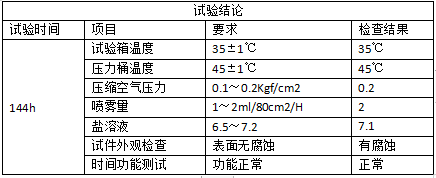 试验结论
试验时间 项目 要求 检查结果
144h
试验箱温度 35±1℃ 35℃
压力桶温度 45±1℃ 45℃
压缩空气压力 0.1～0.2Kgf/cm2 0.2
喷雾量 1～2ml/80cm2/H 2
盐溶液 6.5～7.2 7.1
试件外观检查 表面无腐蚀 有腐蚀
时间功能测试 功能正常 正常